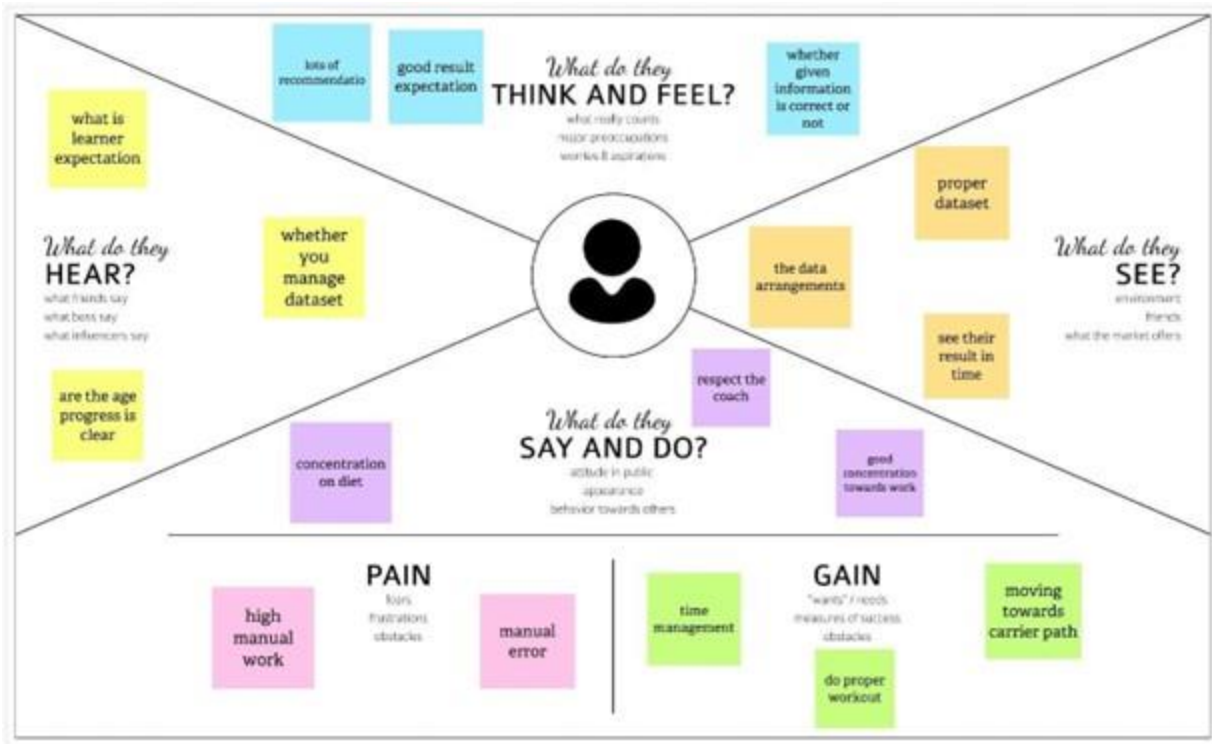 lots of
recommendatio
good result
expectation
What do they
THINK AND FEEL?
what really counts
major preoccupations
worries & aspirations
whether
given
information
is correct or
not
what is
learner
expectation
whether
you
manage
dataset
What do they
HEAR?
what friends say
what boss say
what influencers say
are the age
progress is
clear
proper
dataset
the data
arrangements
What do they
SEE?
environment
friends
what the market offers
see their
result in
time
respect the
coach
What do they
SAY AND DO?
attitude in public
appearance
behavior towards others
concentration
on diet
good
concentration
towards work
PAIN
fears
frustrations
obstacles
high
manual
work
manual
error
GAIN
"wants" / needs
measures of success
obstacles
time
management
do proper
workout
moving
towards
carrier path